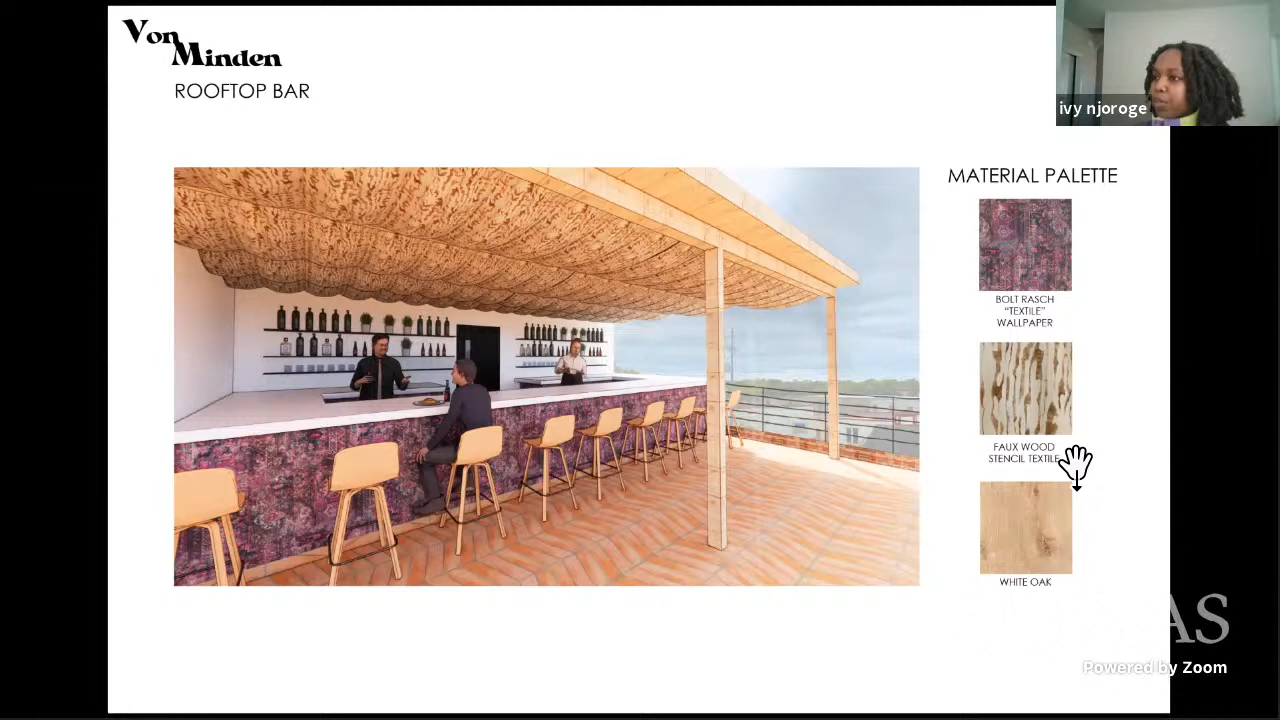 Von
Minden
ROOFTOP BAR
ivy njoroge
MATERIAL PALETTE
BOLT RASCH
"TEXTILE"
WALLPAPER
FAUX WOOD
STENCIL TEXTILE
WHITE OAK
AS
Powered by Zoom